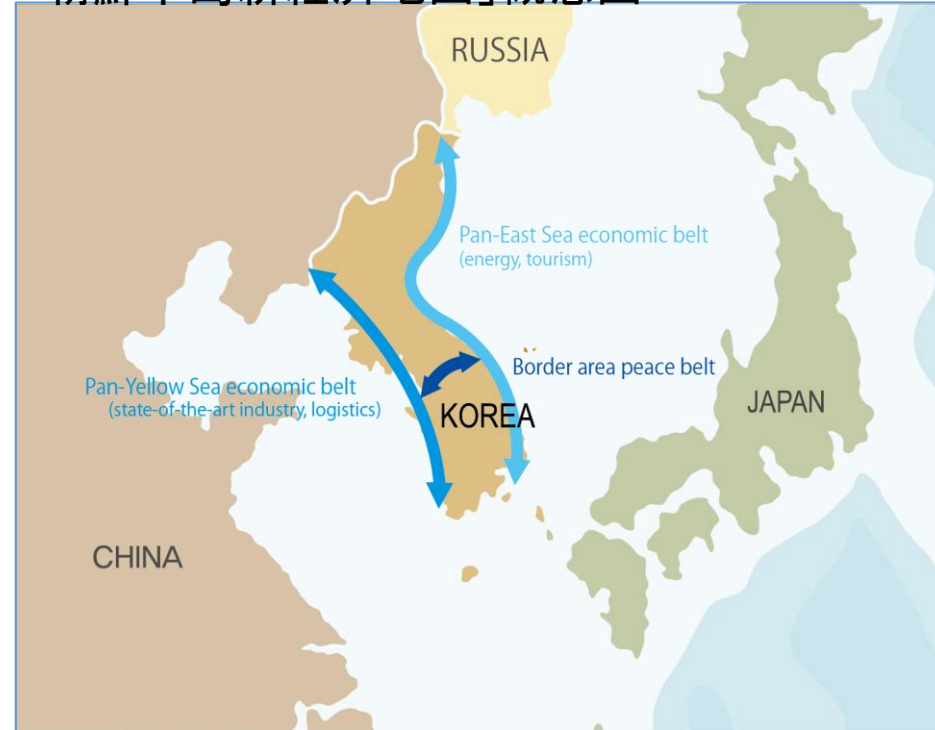 RUSSIA
Pan-East Sea economic belt
(energy, tourism)
Border area peace belt
Pan-Yellow Sea economic belt
(state-of-the-art industry, logistics)
KOREA
JAPAN
CHINA